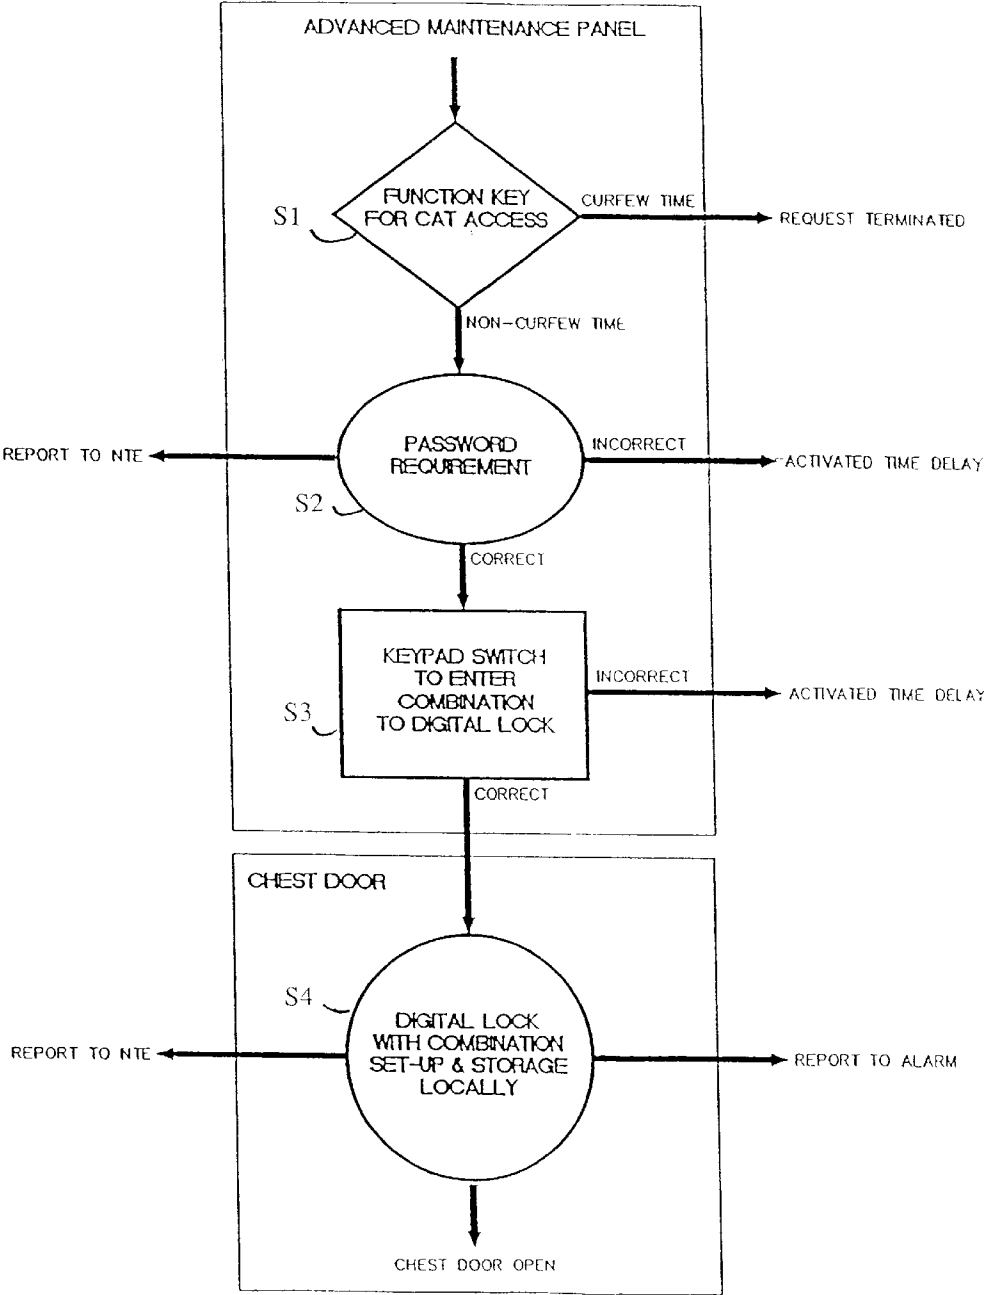 ADVANCED MAINTENANCE PANEL
FUNCTION KEY
FOR CAT ACCESS
S1
CURFEW TIME
REQUEST TERMINATED
NON-CURFEW TIME
PASSWORD
REQUIREMENT
S2
REPORT TO NTE
INCORRECT
ACTIVATED TIME DELAY
CORRECT
KEYPAD SWITCH
TO ENTER
COMBINATION
TO DIGITAL LOCK
S3
INCORRECT
ACTIVATED TIME DELAY
CORRECT
CHEST DOOR
S4
DIGITAL LOCK
WITH COMBINATION
SET-UP & STORAGE
LOCALLY
REPORT TO NTE
REPORT TO ALARM
CHEST DOOR OPEN